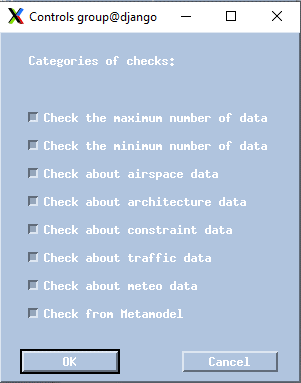 Controls group@django
Categories of checks:
Check the maximum number of data
Check the minimum number of data
Check about airspace data
Check about architecture data
Check about constraint data
Check about traffic data
Check about meteo data
Check from Metamodel
OK Cancel